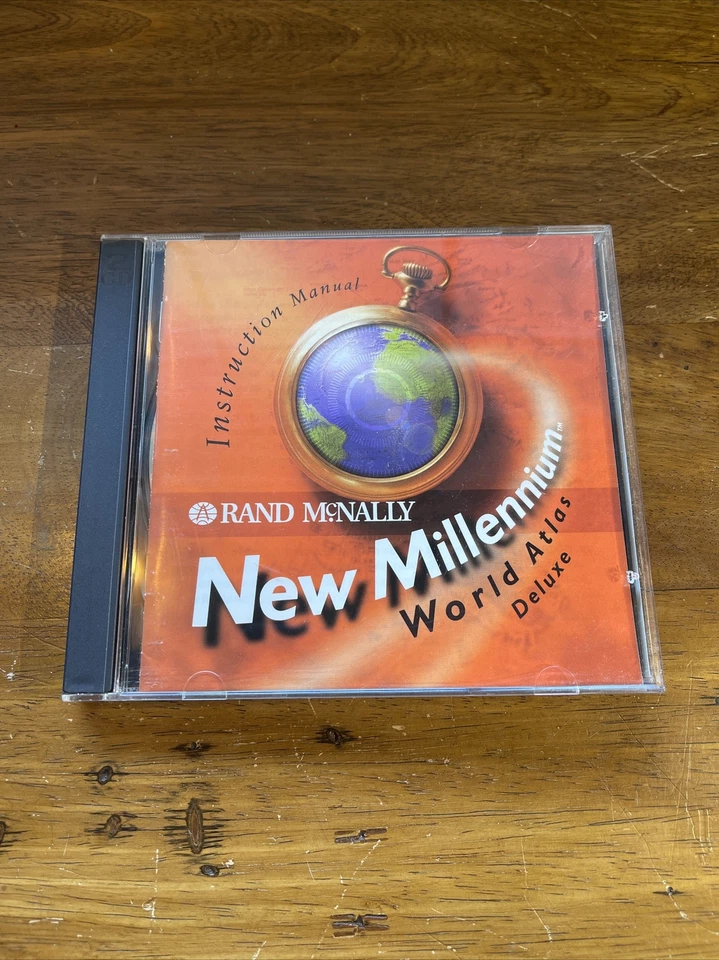 Instruction Manual
RAND McNALLY
New Millennium™
World Atlas
Deluxe